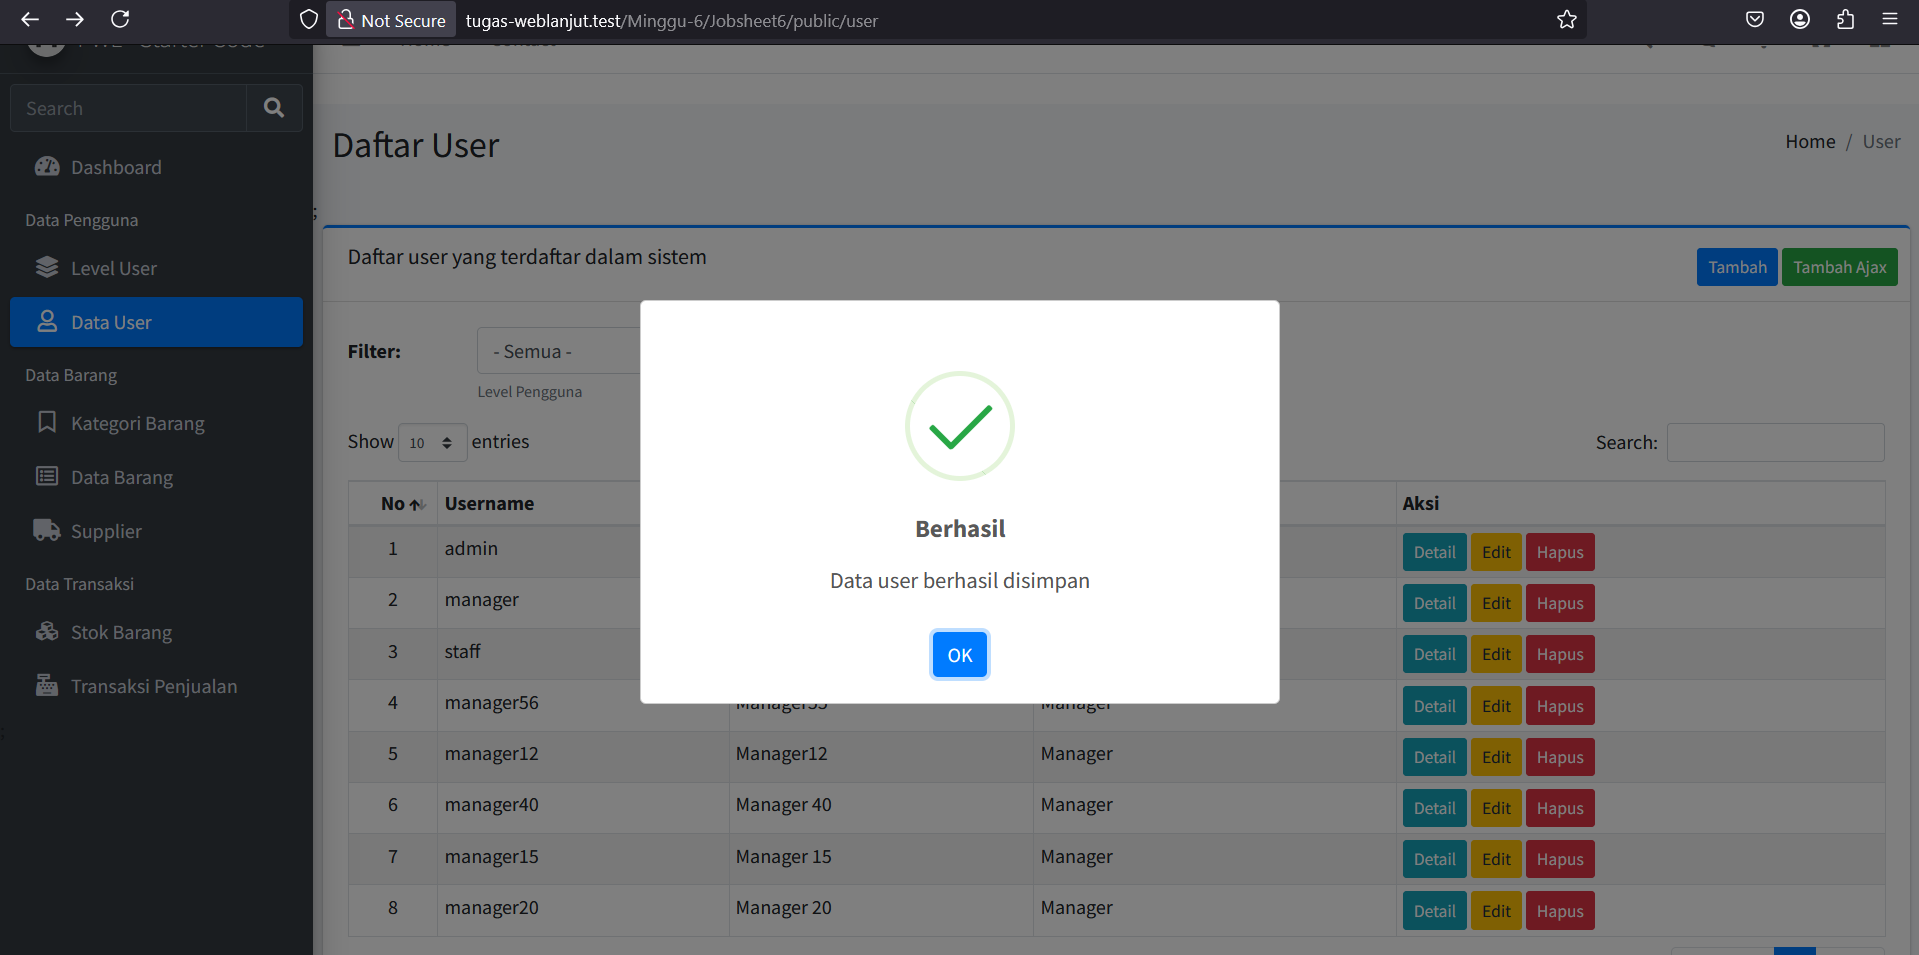 Not Secure tugas-weblanjut.test/Minggu-6/Jobsheet6/public/user
Search
Dashboard
Data Pengguna
Level User
Data User
Data Barang
Kategori Barang
Data Barang
Supplier
Data Transaksi
Stok Barang
Transaksi Penjualan
Daftar User
Home / User
;
Daftar user yang terdaftar dalam sistem
Tambah Tambah Ajax
Filter: - Semua -
Level Pengguna
Show 10 entries
Search:
No Username Aksi
1 admin Detail Edit Hapus
2 manager Detail Edit Hapus
3 staff Detail Edit Hapus
4 manager56 Manager Detail Edit Hapus
5 manager12 Manager12 Manager Detail Edit Hapus
6 manager40 Manager 40 Manager Detail Edit Hapus
7 manager15 Manager 15 Manager Detail Edit Hapus
8 manager20 Manager 20 Manager Detail Edit Hapus
Berhasil
Data user berhasil disimpan
OK